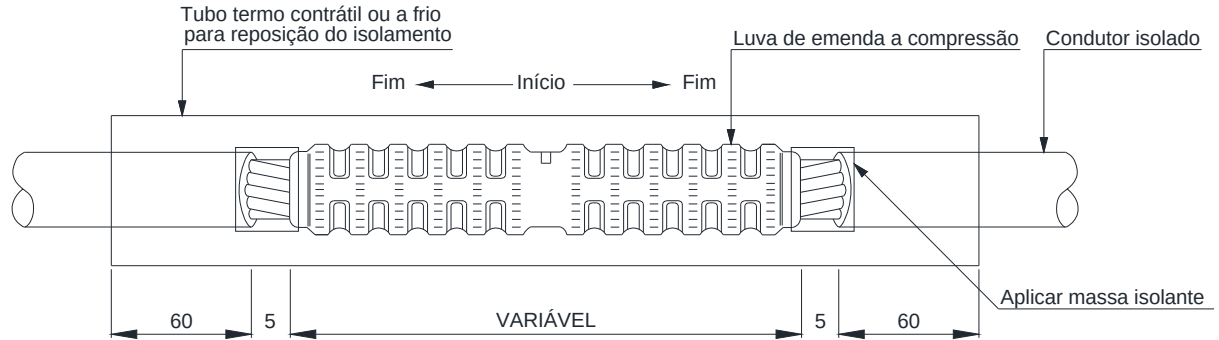 Tubo termo contrátil ou a frio
para reposição do isolamento
Luva de emenda a compressão
Condutor isolado
Fim
Início
Fim
Aplicar massa isolante
60
5
VARIÁVEL
5
60